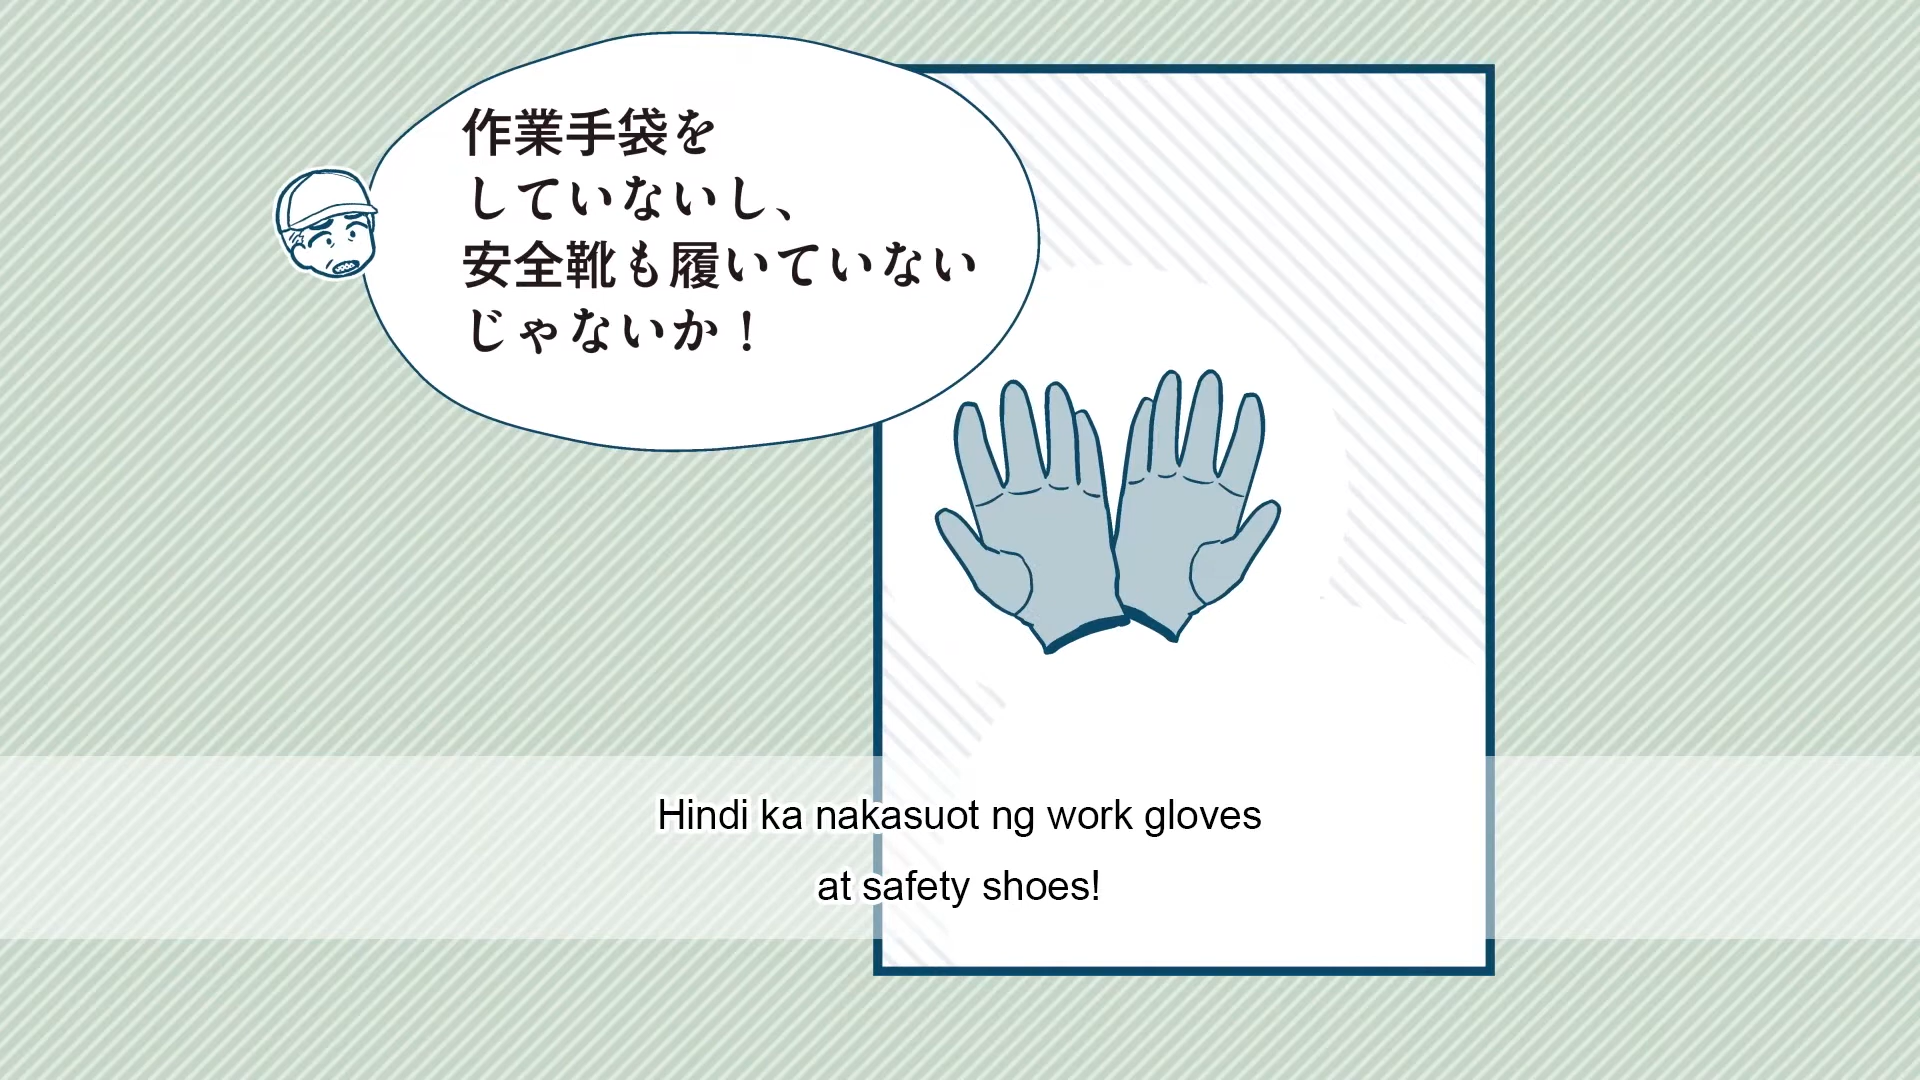 作業手袋を
していないし、
安全靴も履いていない
じゃないか！
Hindi ka nakasuot ng work gloves
at safety shoes!